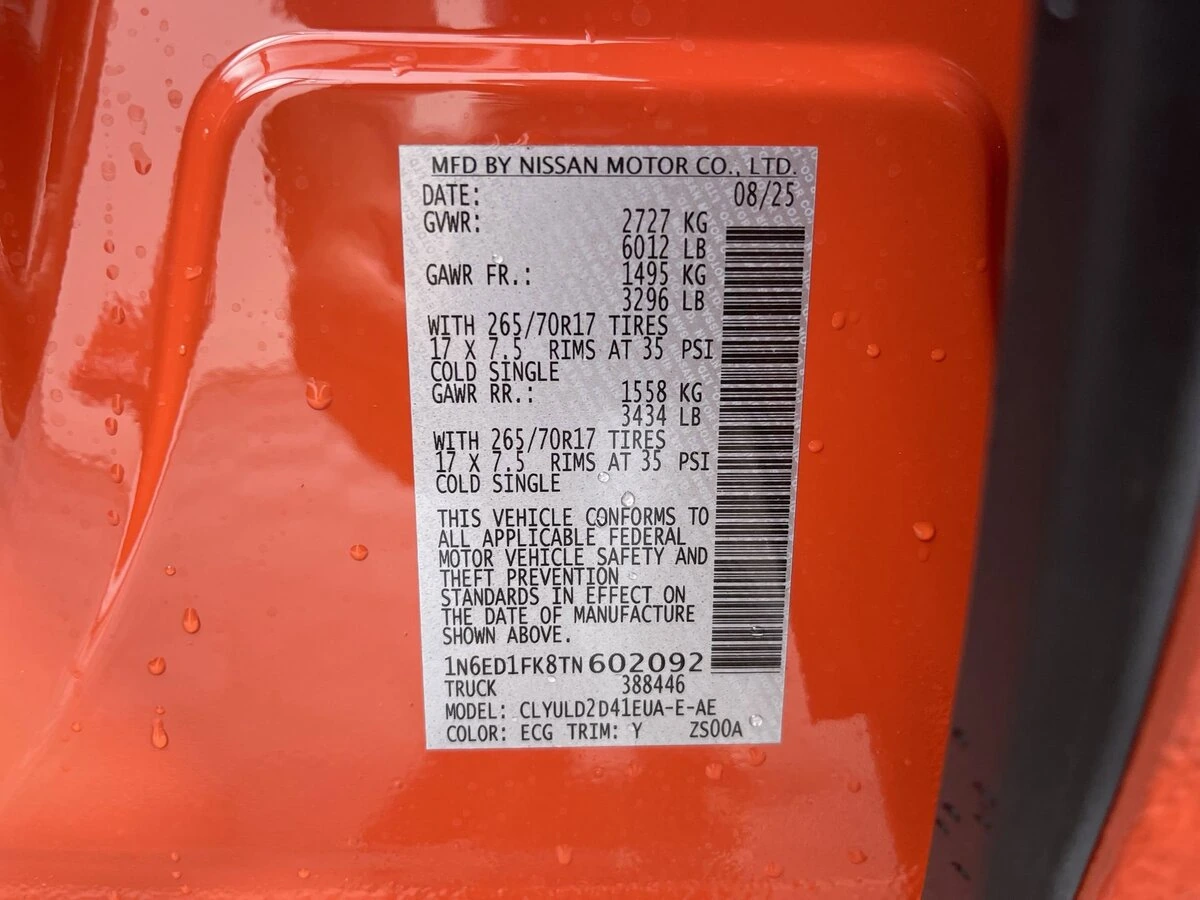 MFD BY NISSAN MOTOR CO., LTD.
DATE: 08/25
GVWR: 2727 KG
6012 LB
GAWR FR.: 1495 KG
3296 LB
WITH 265/70R17 TIRES
17 X 7.5 RIMS AT 35 PSI
COLD SINGLE
GAWR RR.: 1558 KG
3434 LB
WITH 265/70R17 TIRES
17 X 7.5 RIMS AT 35 PSI
COLD SINGLE
THIS VEHICLE CONFORMS TO
ALL APPLICABLE FEDERAL
MOTOR VEHICLE SAFETY AND
THEFT PREVENTION
STANDARDS IN EFFECT ON
THE DATE OF MANUFACTURE
SHOWN ABOVE.
1N6ED1FK8TN602092
TRUCK 388446
MODEL: CLYULD2D41EUA-E-AE
COLOR: ECG TRIM: Y ZS00A